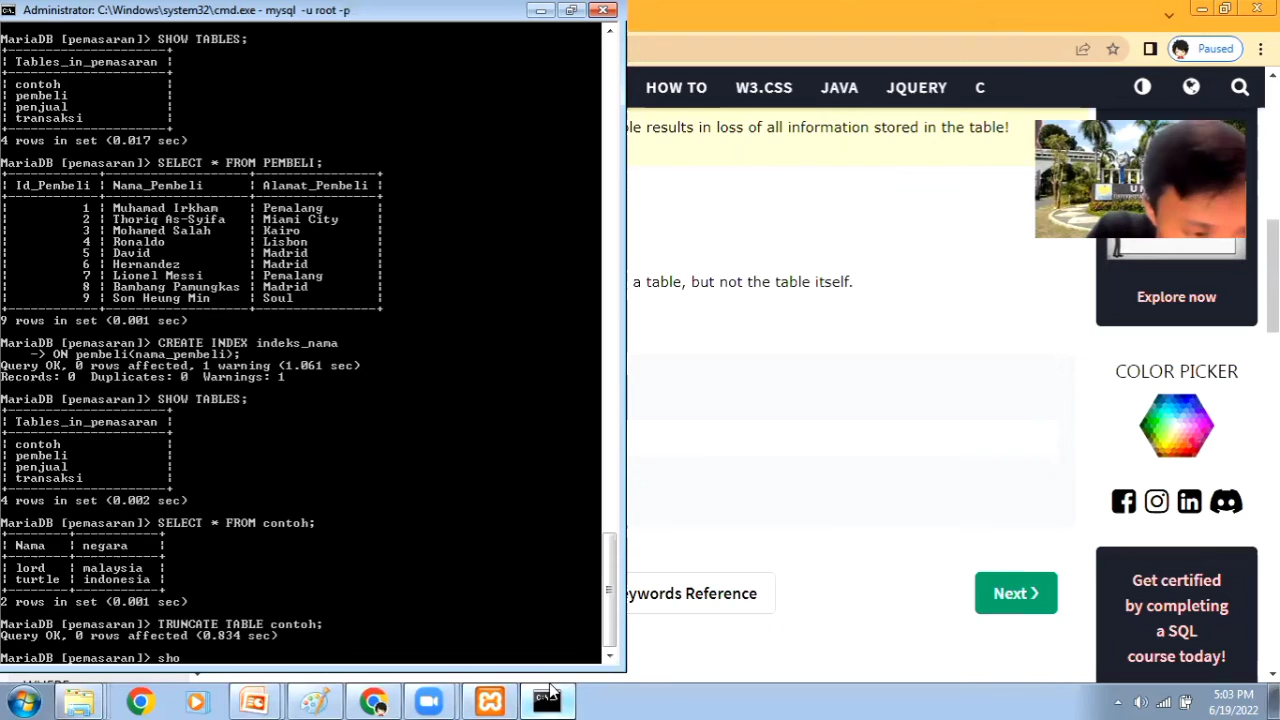 Administrator: C:\Windows\system32\cmd.exe - mysql -u root -p
MariaDB [pemasaran]> SHOW TABLES;
Tables_in_pemasaran
contoh
pembeli
penjual
transaksi
4 rows in set (0.017 sec)
MariaDB [pemasaran]> SELECT * FROM PEMBELI;
Id_Pembeli | Nama_Pembeli | Alamat_Pembeli
1 | Muhamad Irkham | Pemalang
2 | Thoriq As-Syifa | Miami City
3 | Mohamed Salah | Kairo
4 | Ronaldo | Lisbon
5 | David | Madrid
6 | Hernandez | Madrid
7 | Lionel Messi | Pemalang
8 | Bambang Pamungkas | Madrid
9 | Son Heung Min | Soul
9 rows in set (0.001 sec)
MariaDB [pemasaran]> CREATE INDEX indeks_nama
-> ON pembeli(nama_pembeli);
Query OK, 0 rows affected, 1 warning (1.061 sec)
Records: 0 Duplicates: 0 Warnings: 1
MariaDB [pemasaran]> SHOW TABLES;
Tables_in_pemasaran
contoh
pembeli
penjual
transaksi
4 rows in set (0.002 sec)
MariaDB [pemasaran]> SELECT * FROM contoh;
Nama | negara
lord | malaysia
turtle | indonesia
2 rows in set (0.001 sec)
MariaDB [pemasaran]> TRUNCATE TABLE contoh;
Query OK, 0 rows affected (0.834 sec)
MariaDB [pemasaran]> sho
Paused
HOW TO W3.CSS JAVA JQUERY C
le results in loss of all information stored in the table!
a table, but not the table itself.
eywords Reference
Next ❯
Explore now
COLOR PICKER
Get certified
by completing
a SQL
course today!
5:03 PM
6/19/2022